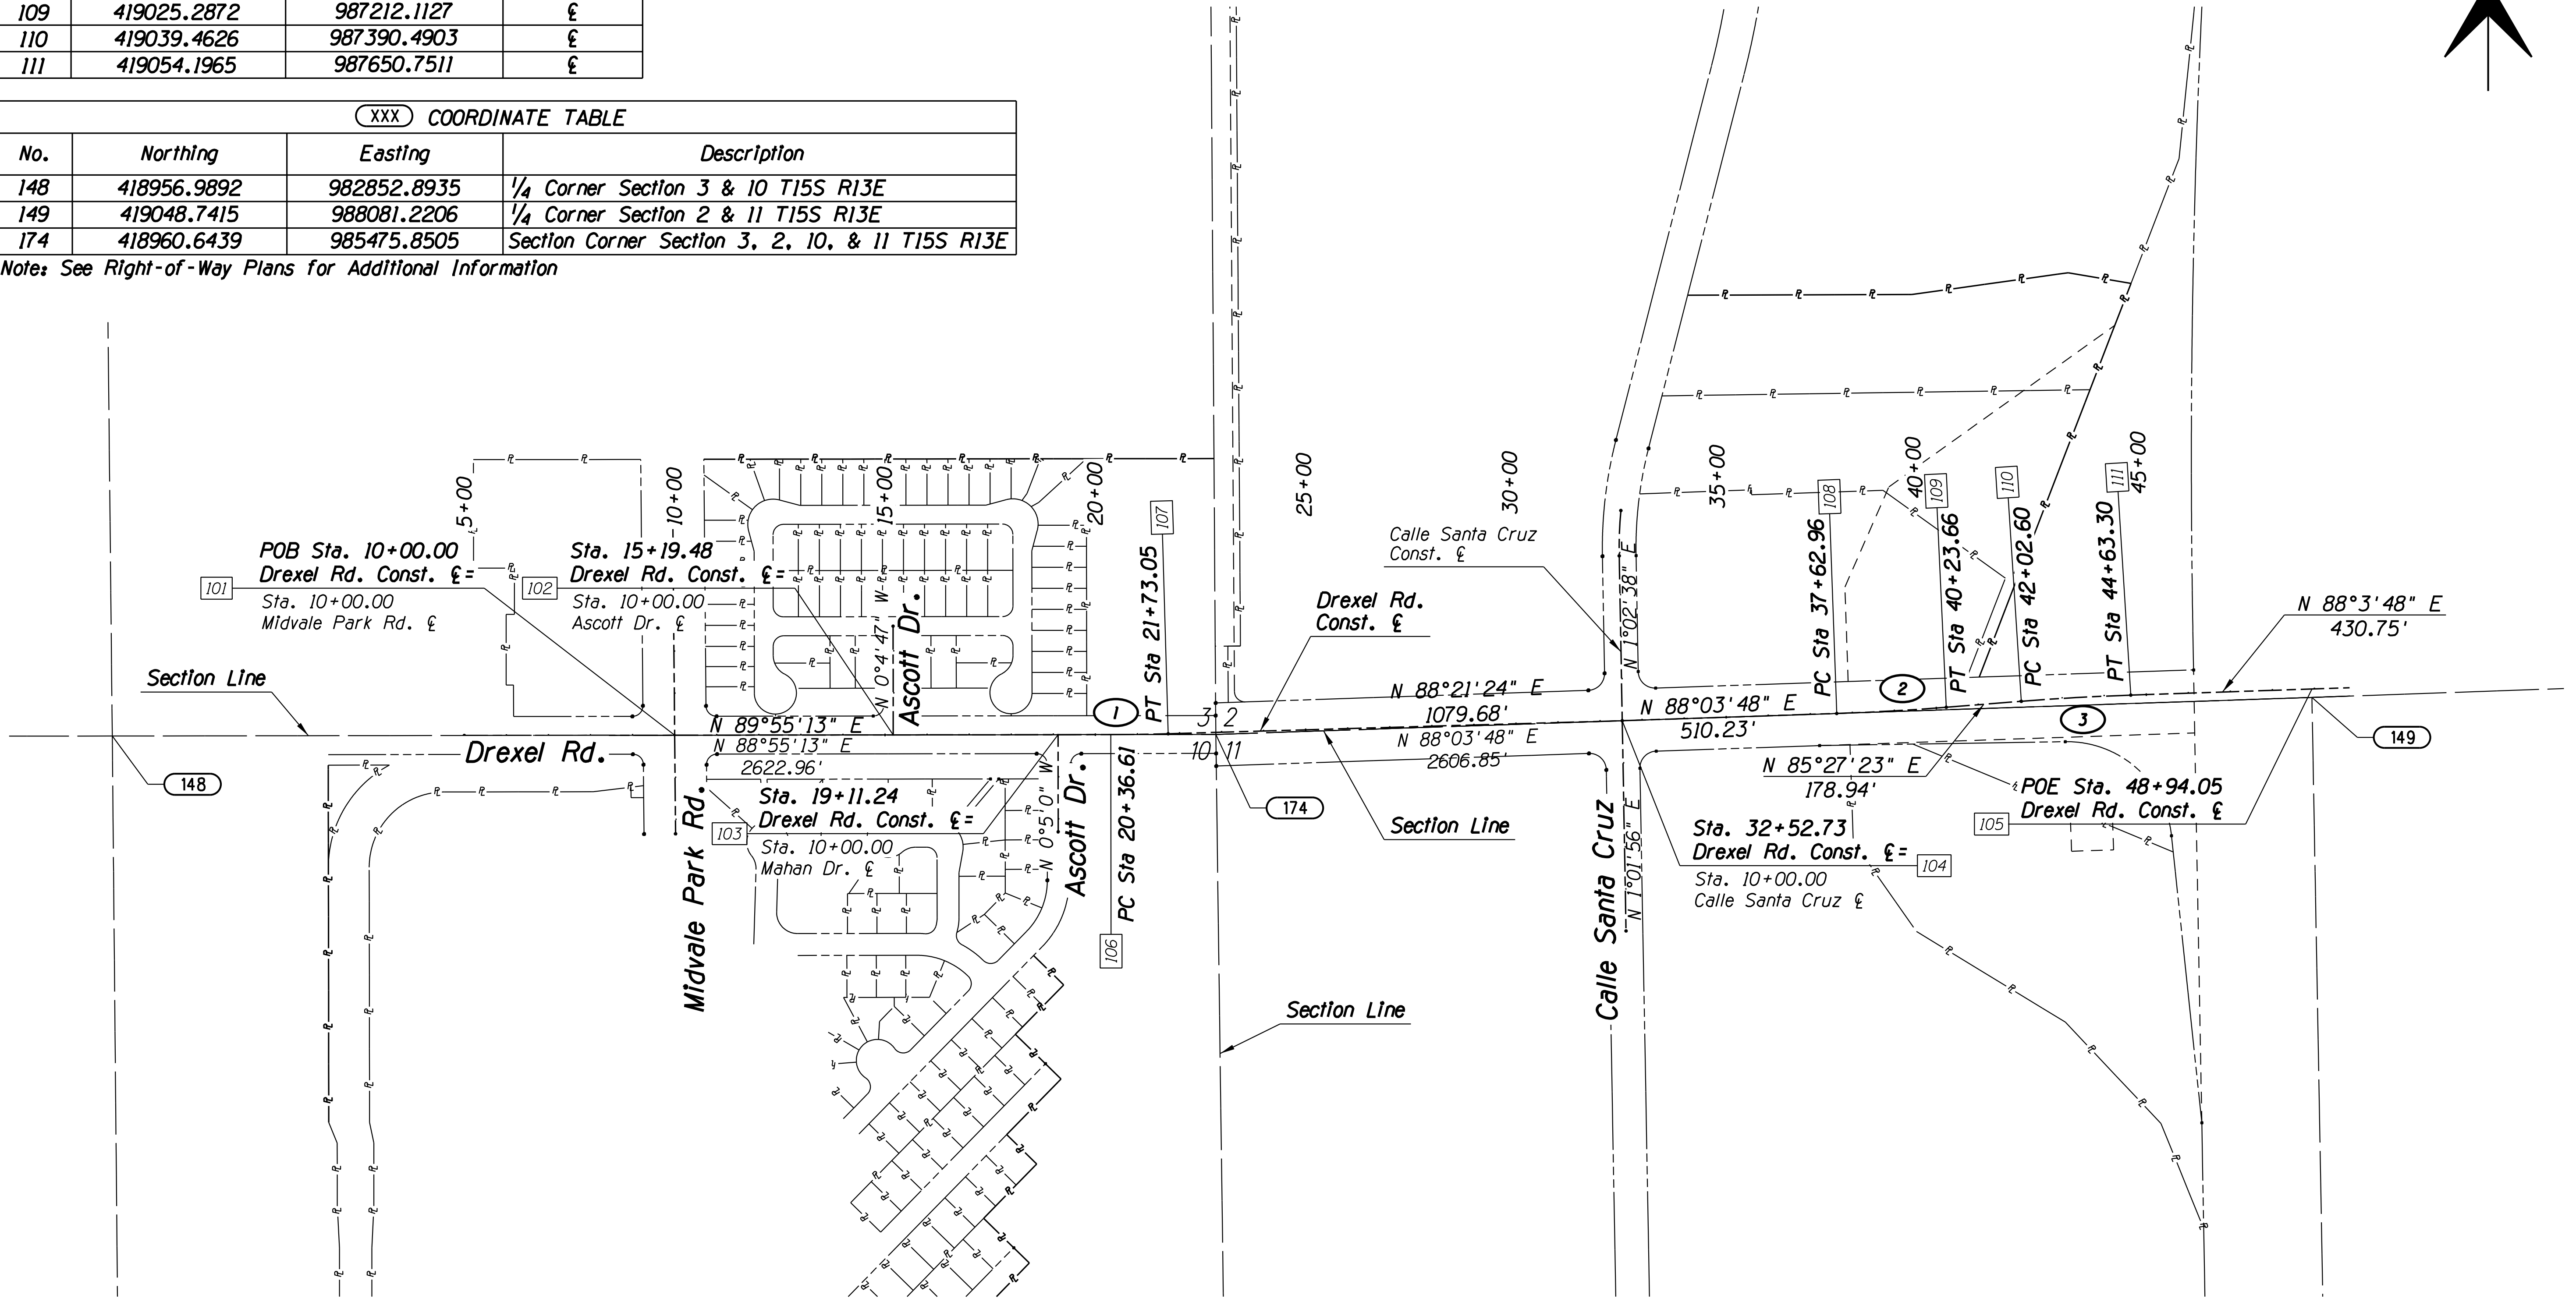 109 419025.2872 987212.1127 ℄
110 419039.4626 987390.4903 ℄
111 419054.1965 987650.7511 ℄
XXX COORDINATE TABLE
No. Northing Easting Description
148 418956.9892 982852.8935 1/4 Corner Section 3 & 10 T15S R13E
149 419048.7415 988081.2206 1/4 Corner Section 2 & 11 T15S R13E
174 418960.6439 985475.8505 Section Corner Section 3, 2, 10, & 11 T15S R13E
Note: See Right-of-Way Plans for Additional Information
5+00
10+00
15+00
20+00
25+00
30+00
35+00
40+00
45+00
POB Sta. 10+00.00
Drexel Rd. Const. ℄=
101
Sta. 10+00.00
Midvale Park Rd. ℄
Sta. 15+19.48
Drexel Rd. Const. ℄=
102
Sta. 10+00.00
Ascott Dr. ℄
N 0°4'47" W
Ascott Dr.
107
PT Sta 21+73.05
Calle Santa Cruz
Const. ℄
Drexel Rd.
Const. ℄
N 1°02'38" E
108
PC Sta 37+62.96
109
PT Sta 40+23.66
110
PC Sta 42+02.60
111
PT Sta 44+63.30
N 88°3'48" E
430.75'
Section Line
1
2
3
3 2
10 11
N 89°55'13" E
N 88°55'13" E
2622.96'
N 88°21'24" E
1079.68'
N 88°03'48" E
2606.85'
N 88°03'48" E
510.23'
N 85°27'23" E
178.94'
Drexel Rd.
148
149
174
Section Line
Midvale Park Rd.
Sta. 19+11.24
Drexel Rd. Const. ℄=
103
Sta. 10+00.00
Mahan Dr. ℄
N 0°5'0" W
Ascott Dr.
PC Sta 20+36.61
106
Calle Santa Cruz
N 1°01'56" E
Sta. 32+52.73
Drexel Rd. Const. ℄=
104
Sta. 10+00.00
Calle Santa Cruz ℄
POE Sta. 48+94.05
Drexel Rd. Const. ℄
105
Section Line